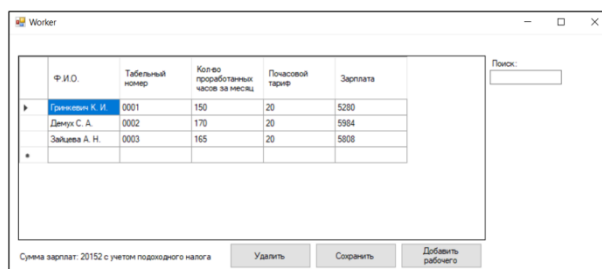 Worker
Поиск:
Ф.И.О. Табельный номер Кол-во проработанных часов за месяц Почасовой тариф Зарплата
Гринкевич К. И. 0001 150 20 5280
Демух С. А. 0002 170 20 5984
Зайцева А. Н. 0003 165 20 5808
Сумма зарплат: 20152 с учетом подоходного налога
Удалить
Сохранить
Добавить
рабочего